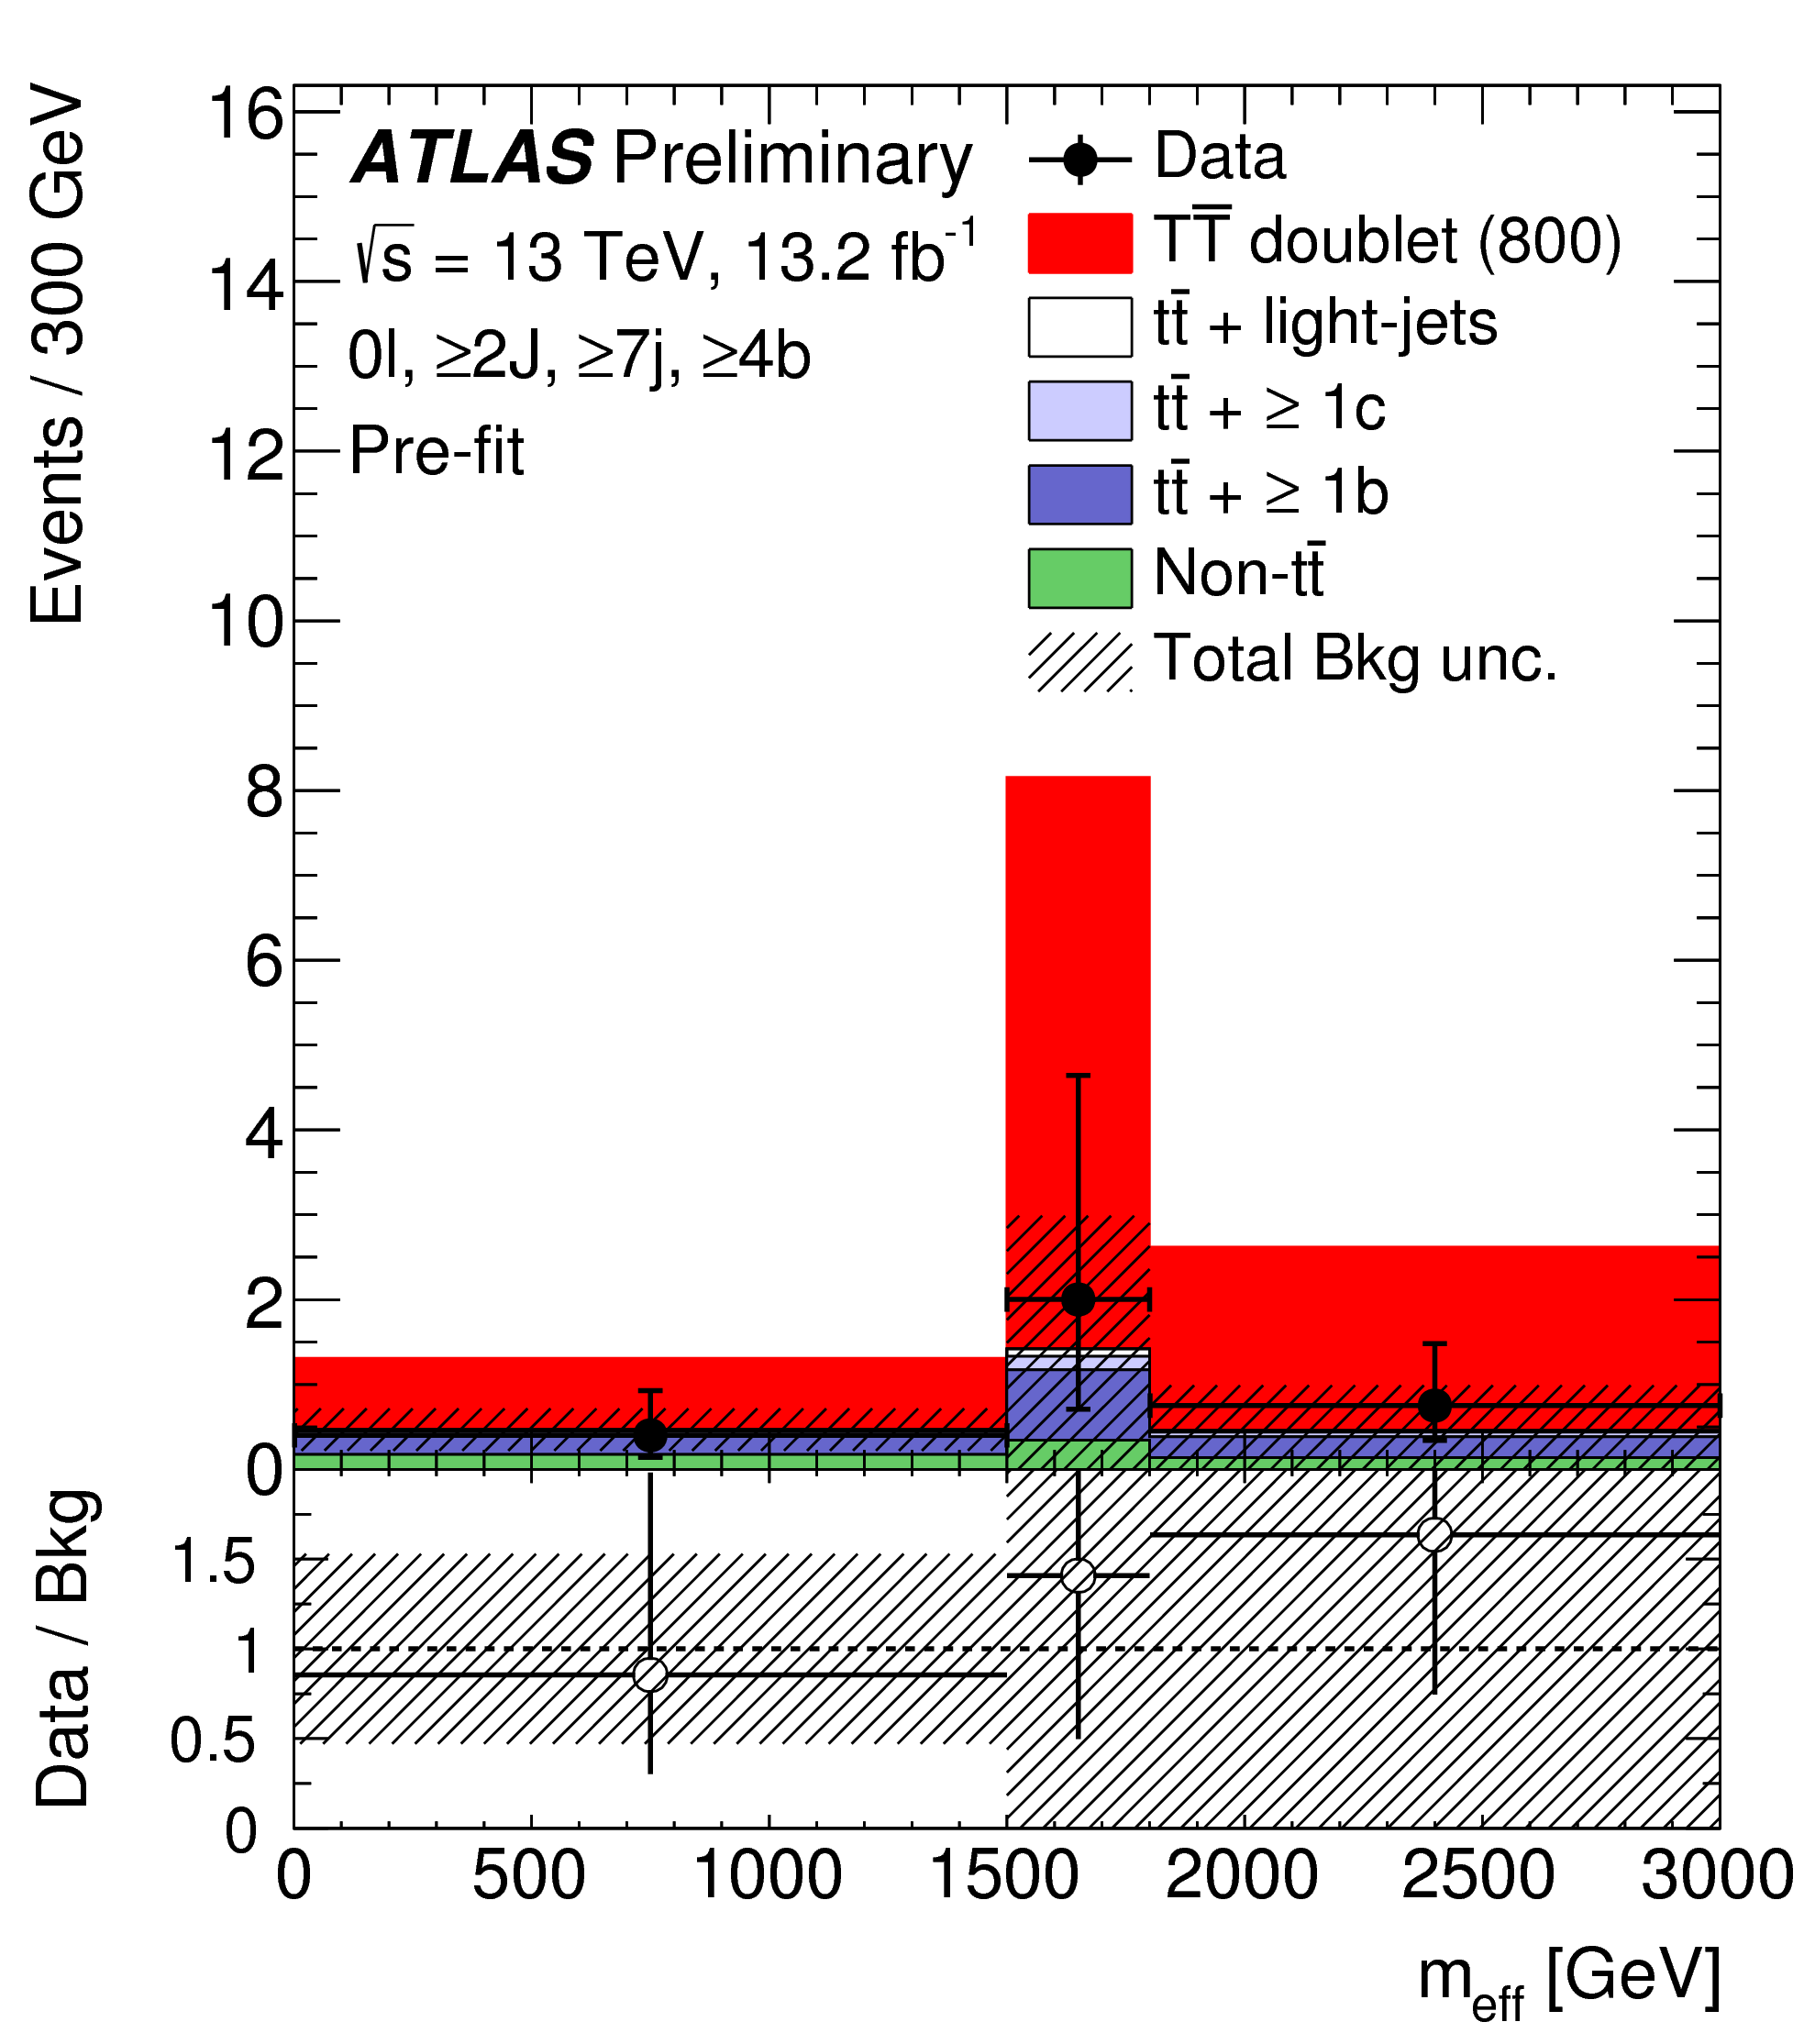 Events / 300 GeV
16
14
12
10
8
6
4
2
0
ATLAS Preliminary
√s = 13 TeV, 13.2 fb⁻¹
0l, ≥2J, ≥7j, ≥4b
Pre-fit
Data
TT̅ doublet (800)
tt̄ + light-jets
tt̄ + ≥ 1c
tt̄ + ≥ 1b
Non-tt̄
Total Bkg unc.
Data / Bkg
1.5
1
0.5
0
0 500 1000 1500 2000 2500 3000
m_eff [GeV]